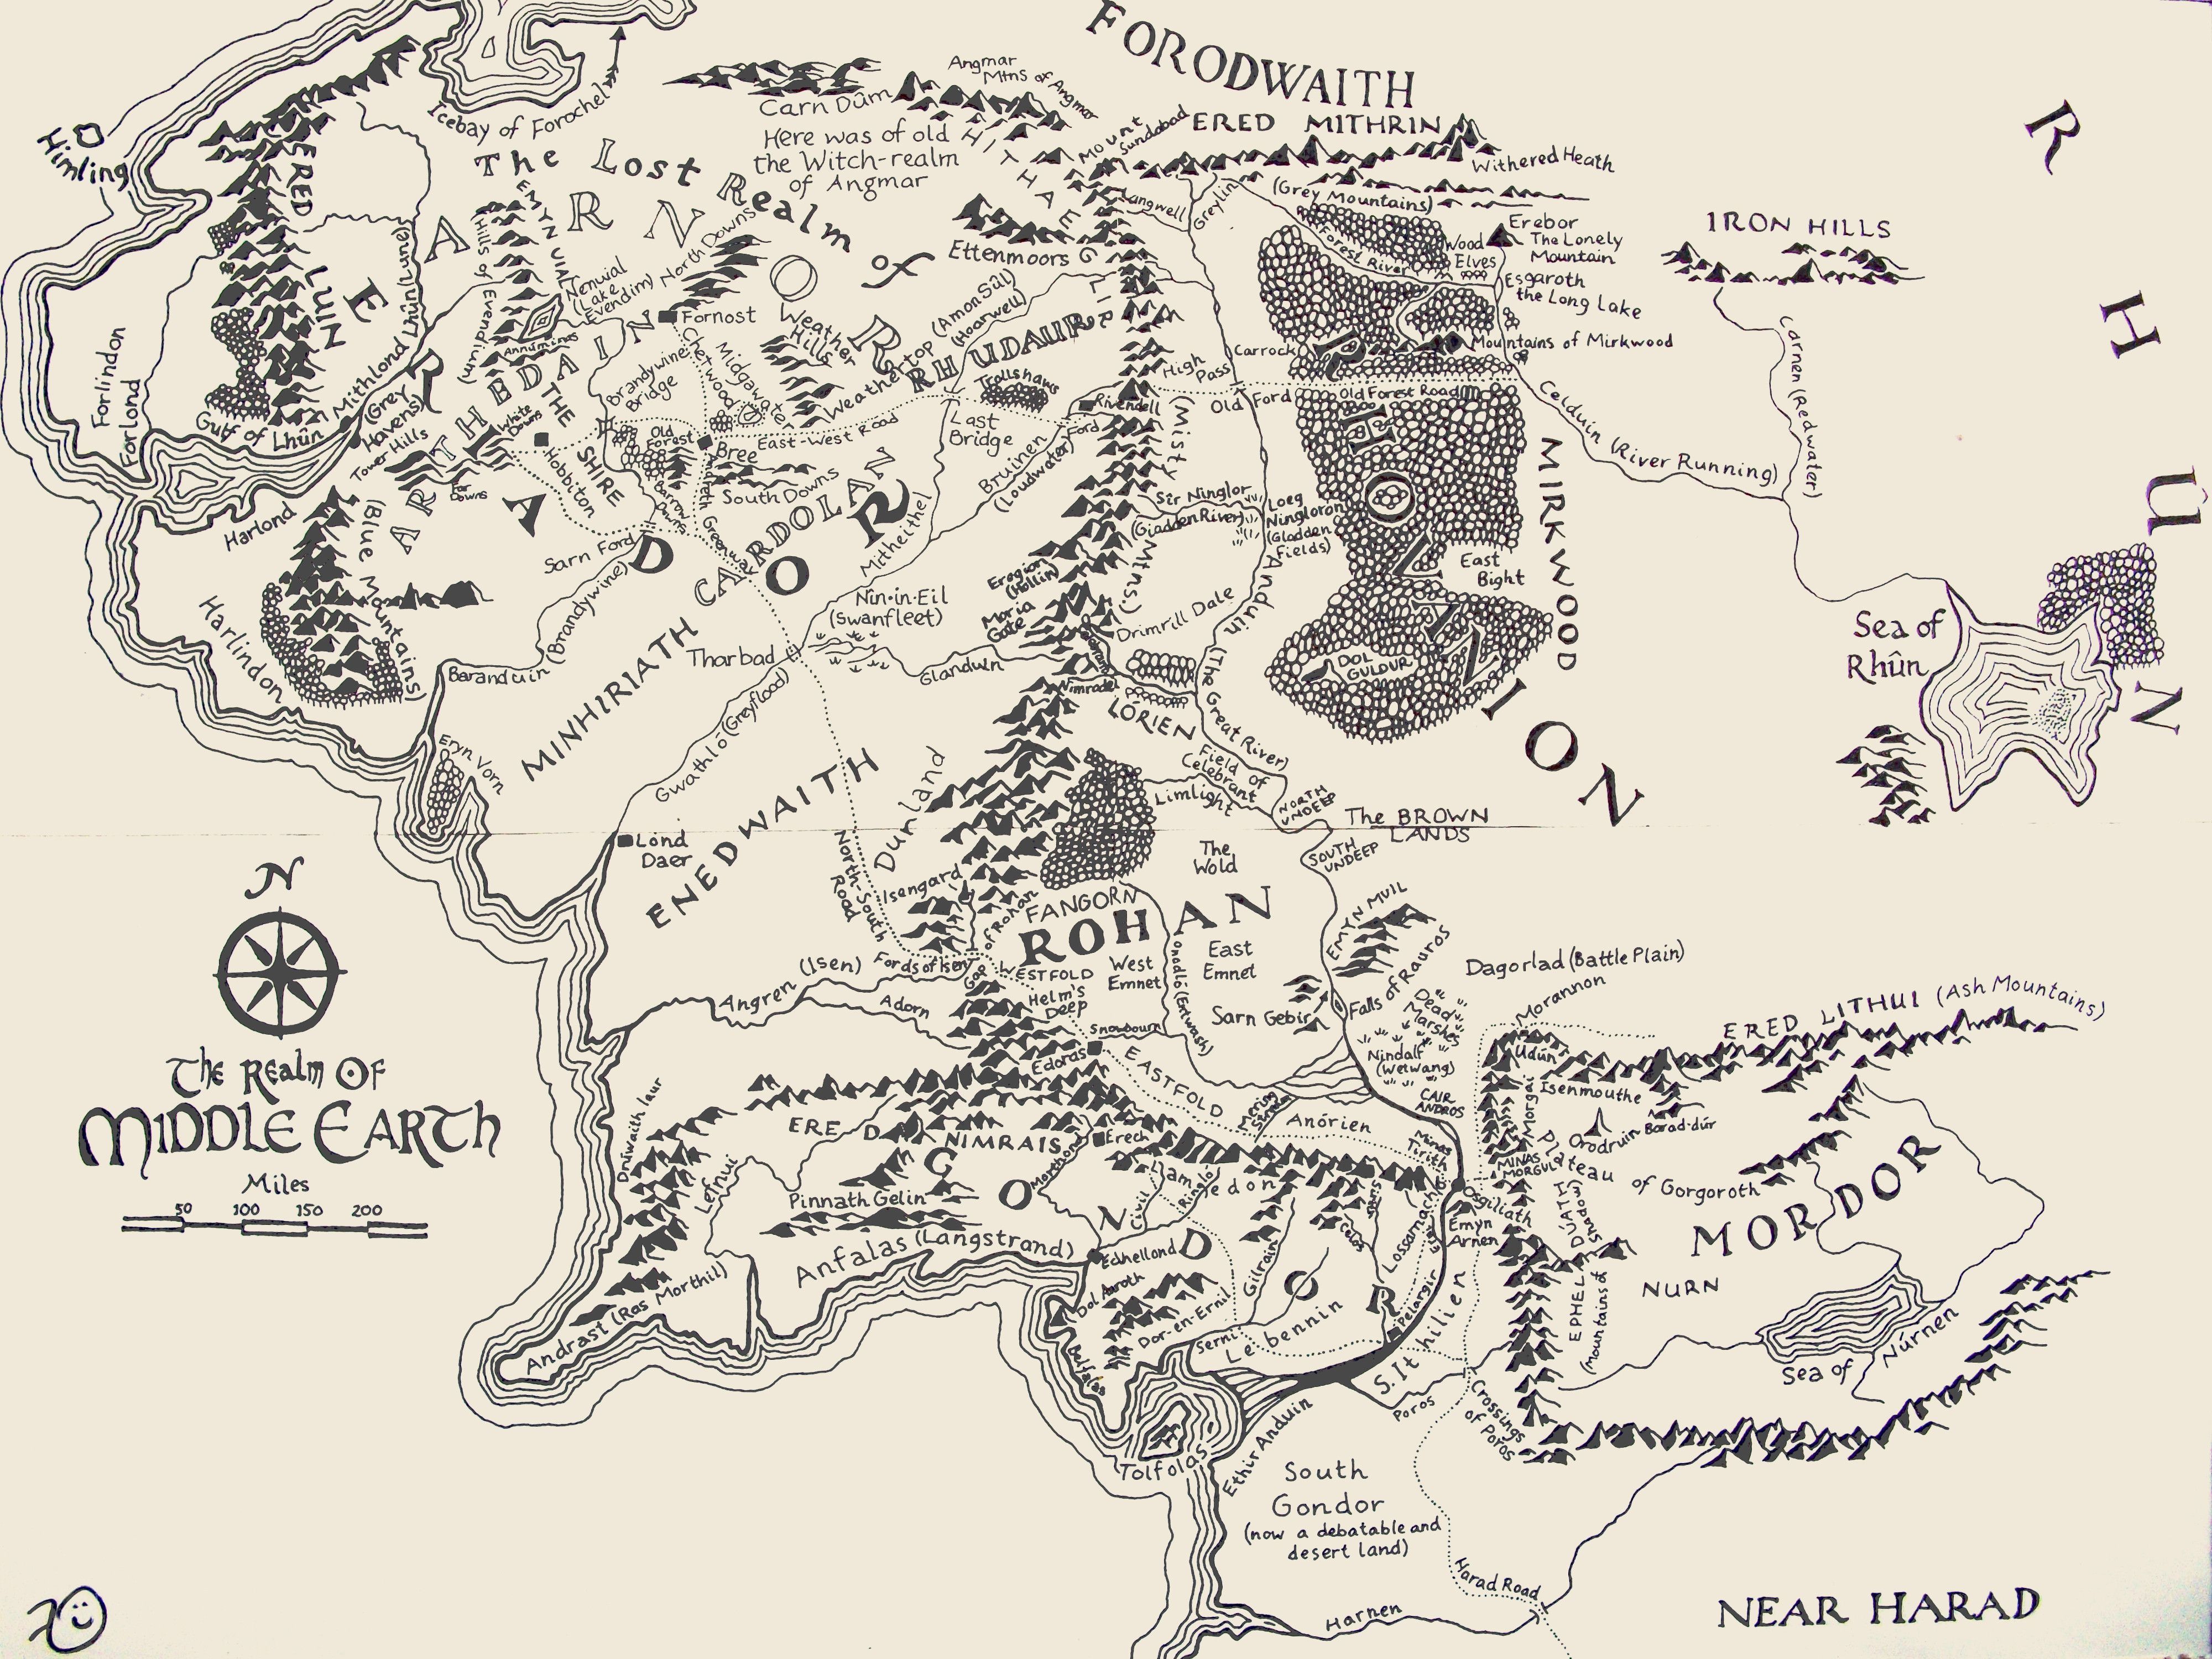 FORODWAITH
Himling
Icebay of Forochel
Carn Dûm
Angmar
Mtns of Angmar
Here was of old
the Witch-realm
of Angmar
The Lost Realm of
ARNOR
HITHAEGLIR
Mount
Gundabad
ERED MITHRIN
Withered Heath
(Grey Mountains)
RHÛN
IRON HILLS
Erebor
The Lonely
Mountain
Wood
Elves
Esgaroth
the Long Lake
Forest River
Langwell
Greylin
Mountains of Mirkwood
Carrock
Old Forest Road
Old Ford
High
Pass
Celduin (River Running)
Carnen (Redwater)
RHOVANION
MIRKWOOD
East
Bight
DOL
GULDUR
Sea of
Rhûn
ERED
LUIN
(Blue Mountains)
Forlindon
Forlond
Gulf of Lhûn
Mithlond
(Grey
Havens)
Lhûn (Lune)
Tower Hills
Harlond
Harlindon
EMYN UIAL
Hills of Evendim)
Nenuial
(Lake
Evendim)
Annúminas
North Downs
Fornost
ARTHEDAIN
White
Downs
Far
Downs
THE
SHIRE
Hobbiton
Brandywine
Bridge
Old
Forest
Barrow
Downs
Bree
Chetwood
Midgewater
Weather
Hills
Weathertop (Amon Sûl)
(Hoarwell)
RHUDAUR
Ettenmoors
Trollshaws
Rivendell
Last
Bridge
Ford
East-West Road
South Downs
Greenway
CARDOLAN
Sarn Ford
Bruinen
(Loudwater)
Mitheithel
(Misty
Mtns.)
Sîr Ninglor
(Gladden River)
Loeg
Ningloron
(Gladden
Fields)
Anduin
(The Great River)
Eregion
(Hollin)
Moria
Gate
Drimrill Dale
Nimrodel
LÓRIEN
Nîn-in-Eil
(Swanfleet)
Glanduin
Tharbad
Baranduin
(Brandywine)
MINHIRIATH
Eryn Vorn
Gwathló (Greyflood)
Lond
Daer
ENEDWAITH
Dunland
North-South
Road
Field of
Celebrant
Limlight
NORTH
UNDEEP
SOUTH
UNDEEP
The BROWN
LANDS
The
Wold
FANGORN
ROHAN
Isengard
Gap of Rohan
Fords of Isen
Angren (Isen)
Adorn
WESTFOLD
Helm's
Deep
West
Emnet
East
Emnet
Onodló (Entwash)
Snowbourn
Edoras
EASTFOLD
EMYN MUIL
Sarn Gebir
Falls of Rauros
Dead
Marshes
Nindalf
(Wetwang)
CAIR
ANDROS
Dagorlad (Battle Plain)
Morannon
Udûn
Isenmouthe
Morgai
Orodruin
Barad-dûr
ERED LITHUI (Ash Mountains)
Plateau of Gorgoroth
MORDOR
NURN
Sea of Núrnen
MINAS
MORGUL
EPHEL DÚATH
(Mountains of Shadow)
Mering
Stream
Anórien
Minas
Tirith
Osgiliath
Emyn
Arnen
Lossarnach
Erui
Pelargir
S. Ithilien
Lebennin
Poros
Crossings
of Poros
Drúwaith Iaur
ERED NIMRAIS
Erech
Morthond
Lamedon
Ciril
Ringló
GONDOR
Pinnath Gelin
Lefnui
Anfalas (Langstrand)
Andrast (Ras Morthil)
Edhellond
Dol Amroth
Dor-en-Ernil
Belfalas
Gilrain
Serni
Celos
Tolfolas
Ethir Anduin
South
Gondor
(now a debatable and
desert land)
Harad Road
Harnen
NEAR HARAD
N
The Realm Of
MIDDLE EARTH
Miles
50 100 150 200